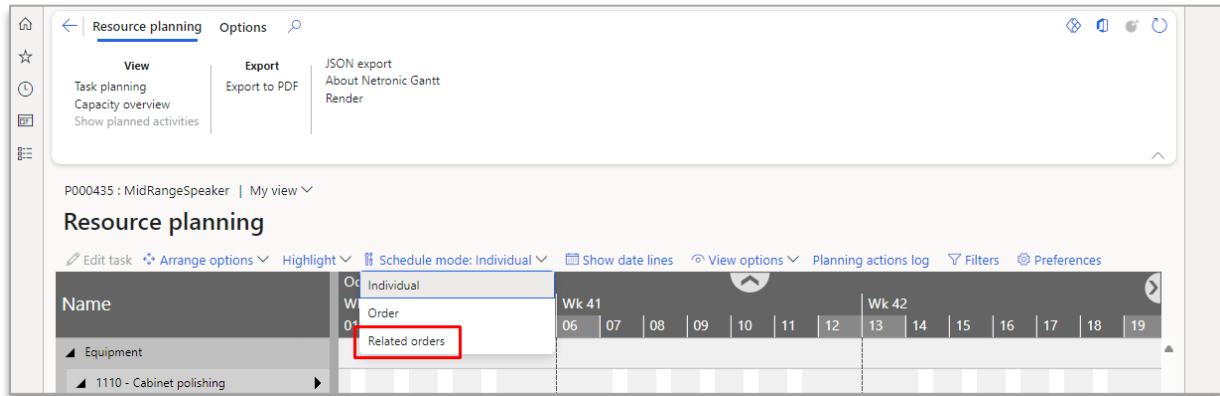 Resource planning Options
View Export JSON export
Task planning Export to PDF About Netronic Gantt
Capacity overview Render
Show planned activities
P000435 : MidRangeSpeaker | My view
Resource planning
Edit task Arrange options Highlight Schedule mode: Individual Show date lines View options Planning actions log Filters Preferences
Name
Individual
Order
Related orders
Wk 41 Wk 42
06 07 08 09 10 11 12 13 14 15 16 17 18 19
Equipment
1110 - Cabinet polishing